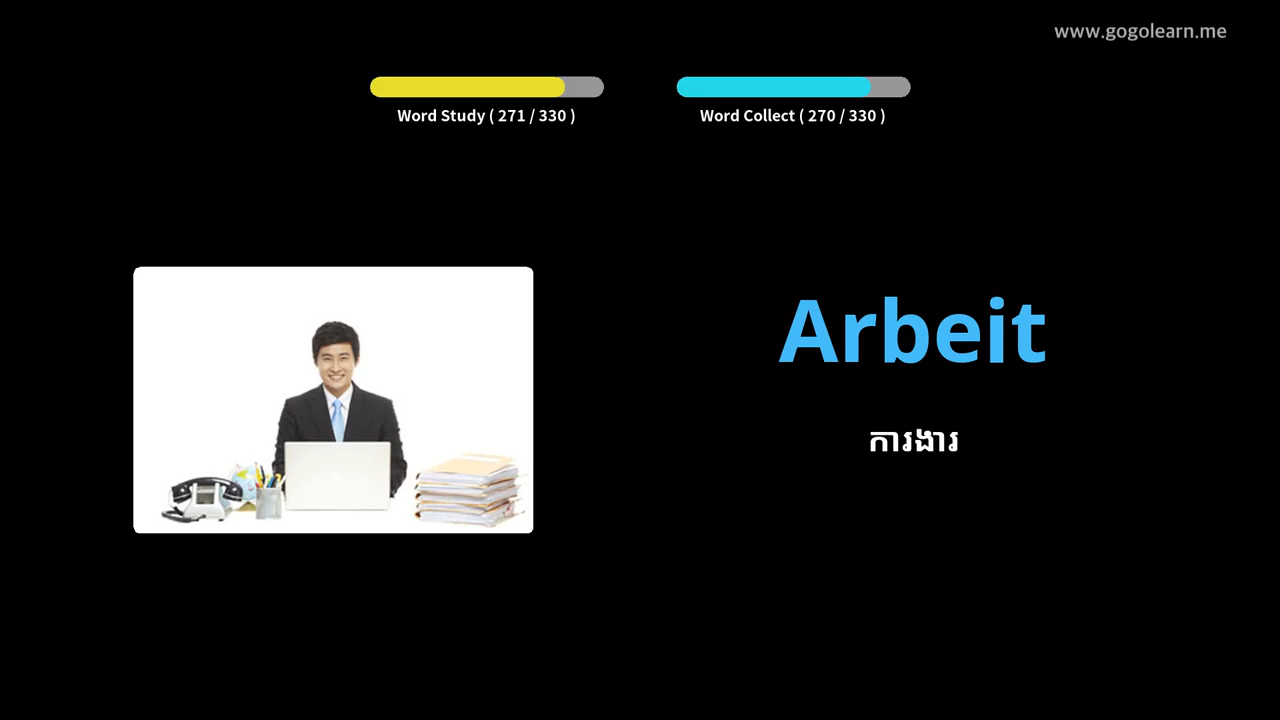 www.gogolearn.me
Word Study ( 271 / 330 )
Word Collect ( 270 / 330 )
Arbeit
ការងារ